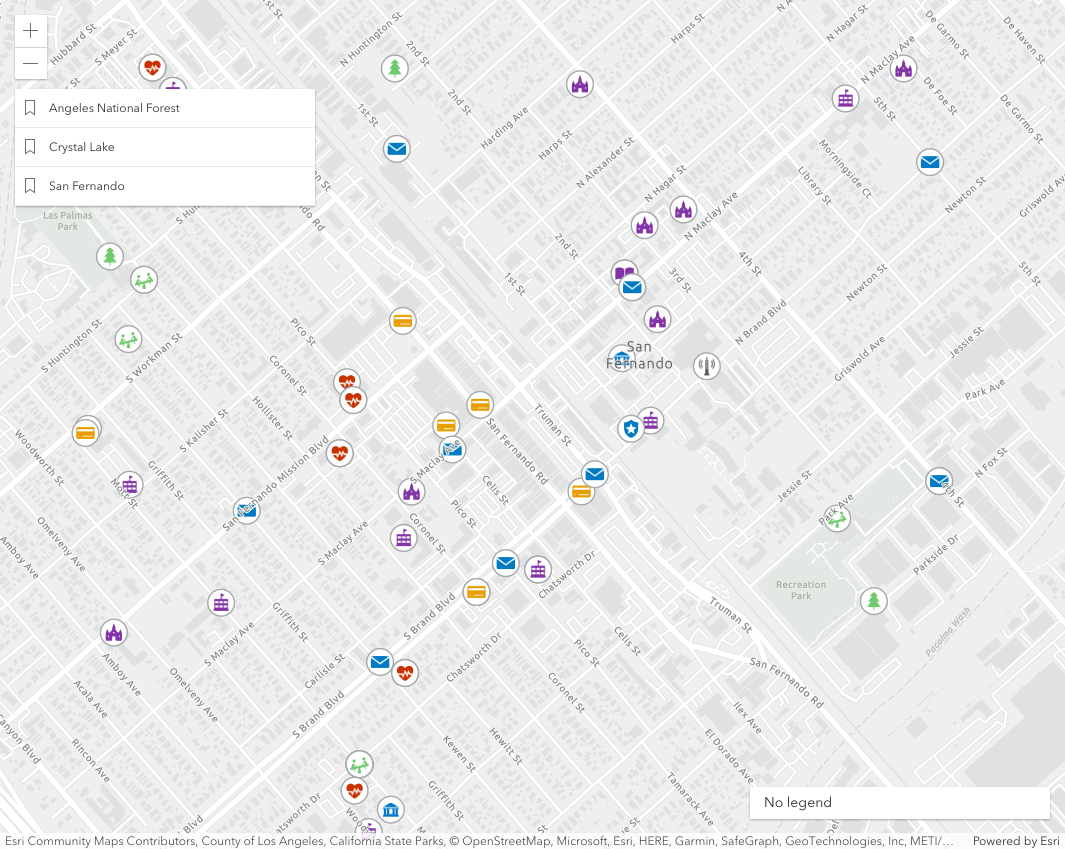 Hubbard St
S Meyer St
N Huntington St
2nd St
Harps St
N Hagar St
N Maclay Ave
De Garmo St
De Haven St
Angeles National Forest
Crystal Lake
San Fernando
1st St
2nd St
Harding Ave
Harps St
N Alexander St
N Hagar St
5th St
De Foe St
De Garmo St
Morningside Ct
Library St
Newton St
Griswold Ave
Las Palmas
Park
N Maclay Ave
2nd St
4th St
3rd St
1st St
5th St
Newton St
N Brand Blvd
Jessie St
Griswold Ave
San
Fernando
S Huntington St
S Workman St
Pico St
Coronel St
Hollister St
S Kalisher St
Park Ave
Truman St
San Fernando Rd
S Maclay Ave
Woodworth St
Griffith St
Mott St
San Fernando Mission Blvd
Celis St
Pico St
Coronel St
N Fox St
4th St
Jessie St
Park Ave
Parkside Dr
Omelveny Ave
Amboy Ave
S Maclay Ave
Chatsworth Dr
Recreation
Park
Truman St
Pacoima Wash
S Brand Blvd
Griffith St
S Maclay Ave
Carlisle St
Chatsworth Dr
Pico St
Celis St
Coronel St
San Fernando Rd
Amboy Ave
Omelveny Ave
Acala Ave
Rincon Ave
S Brand Blvd
Ilex Ave
El Dorado Ave
Hewitt St
Kewen St
Griffith St
Tamarack Ave
No legend
Esri Community Maps Contributors, County of Los Angeles, California State Parks, © OpenStreetMap, Microsoft, Esri, HERE, Garmin, SafeGraph, GeoTechnologies, Inc, METI/…
Powered by Esri